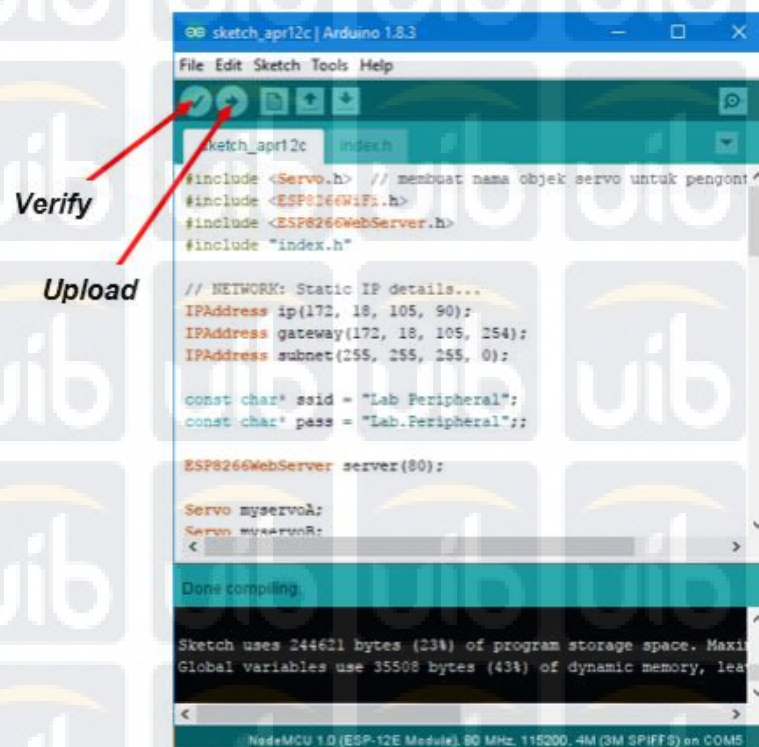 sketch_apr12c | Arduino 1.8.3
File Edit Sketch Tools Help
sketch_apr12c index.h
Verify
Upload
#include <Servo.h> // membuat nama objek servo untuk pengont
#include <ESP8266WiFi.h>
#include <ESP8266WebServer.h>
#include "index.h"
// NETWORK: Static IP details...
IPAddress ip(172, 18, 105, 90);
IPAddress gateway(172, 18, 105, 254);
IPAddress subnet(255, 255, 255, 0);
const char* ssid = "Lab Peripheral";
const char* pass = "Lab.Peripheral";;
ESP8266WebServer server(80);
Servo myservoA;
Servo myservoB;
Done compiling.
Sketch uses 244621 bytes (23%) of program storage space. Maxi
Global variables use 35508 bytes (43%) of dynamic memory, lea
NodeMCU 1.0 (ESP-12E Module), 80 MHz, 115200, 4M (3M SPIFFS) on COM5
uib